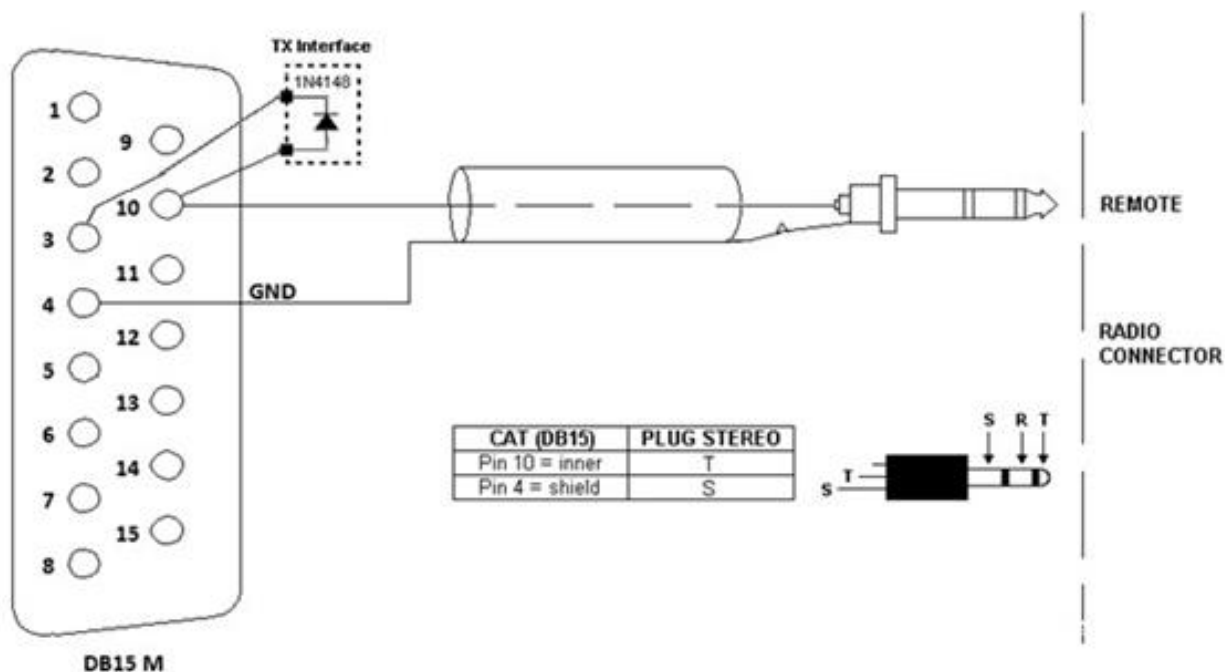 TX Interface
1N4148
1
9
2
10
3
11
4
GND
12
5
13
6
14
7
15
8
DB15 M
REMOTE
RADIO
CONNECTOR
CAT (DB15) PLUG STEREO
Pin 10 = inner T
Pin 4 = shield S
S R T
T
S